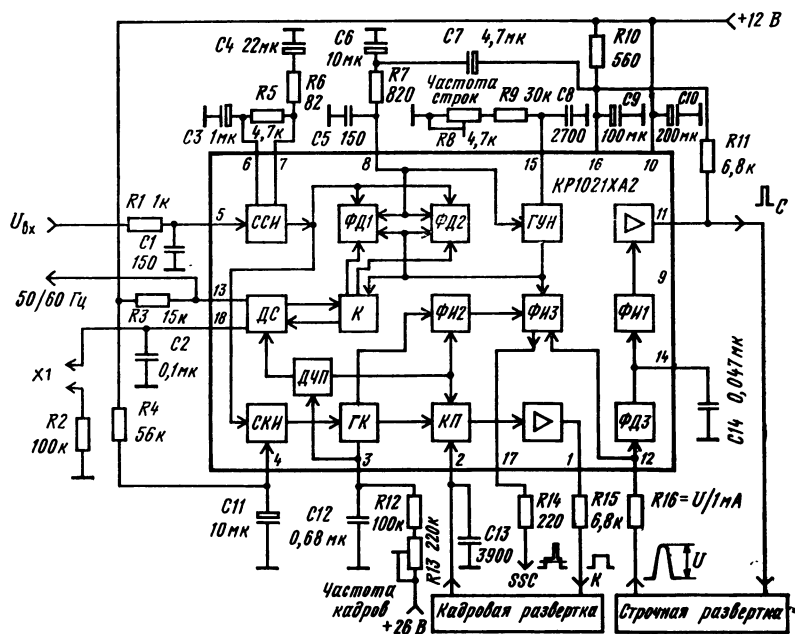 +12 В
C4 22мк
C6
10мк
C7 4,7мк
R10
560
R5
R6
82
R7
820
Частота
строк
R9 30к
C8
C9
C10
C3 1мк
4,7к
C5 150
R8 4,7к
2700
100мк
200мк
R11
6,8к
6
7
8
15
16
10
КР1021ХА2
Uвх
R1 1к
5
ССИ
ФД1
ФД2
ГУН
11
C
C1
150
50/60 Гц
13
9
R3 15к
18
ДС
К
ФИ2
ФИ3
ФИ1
C2
0,1мк
14
X1
ДЧП
0,047 мк
C14
R2
100к
R4
56к
СКИ
ГК
КП
ФД3
4
3
2
17
1
12
C11
10мк
C12
0,68 мк
R12
100к
R13 220к
C13
3900
R14
220
R15
6,8к
R16=U/1мА
SSC
К
U
Частота
кадров
+26 В
Кадровая развертка
Строчная развертка